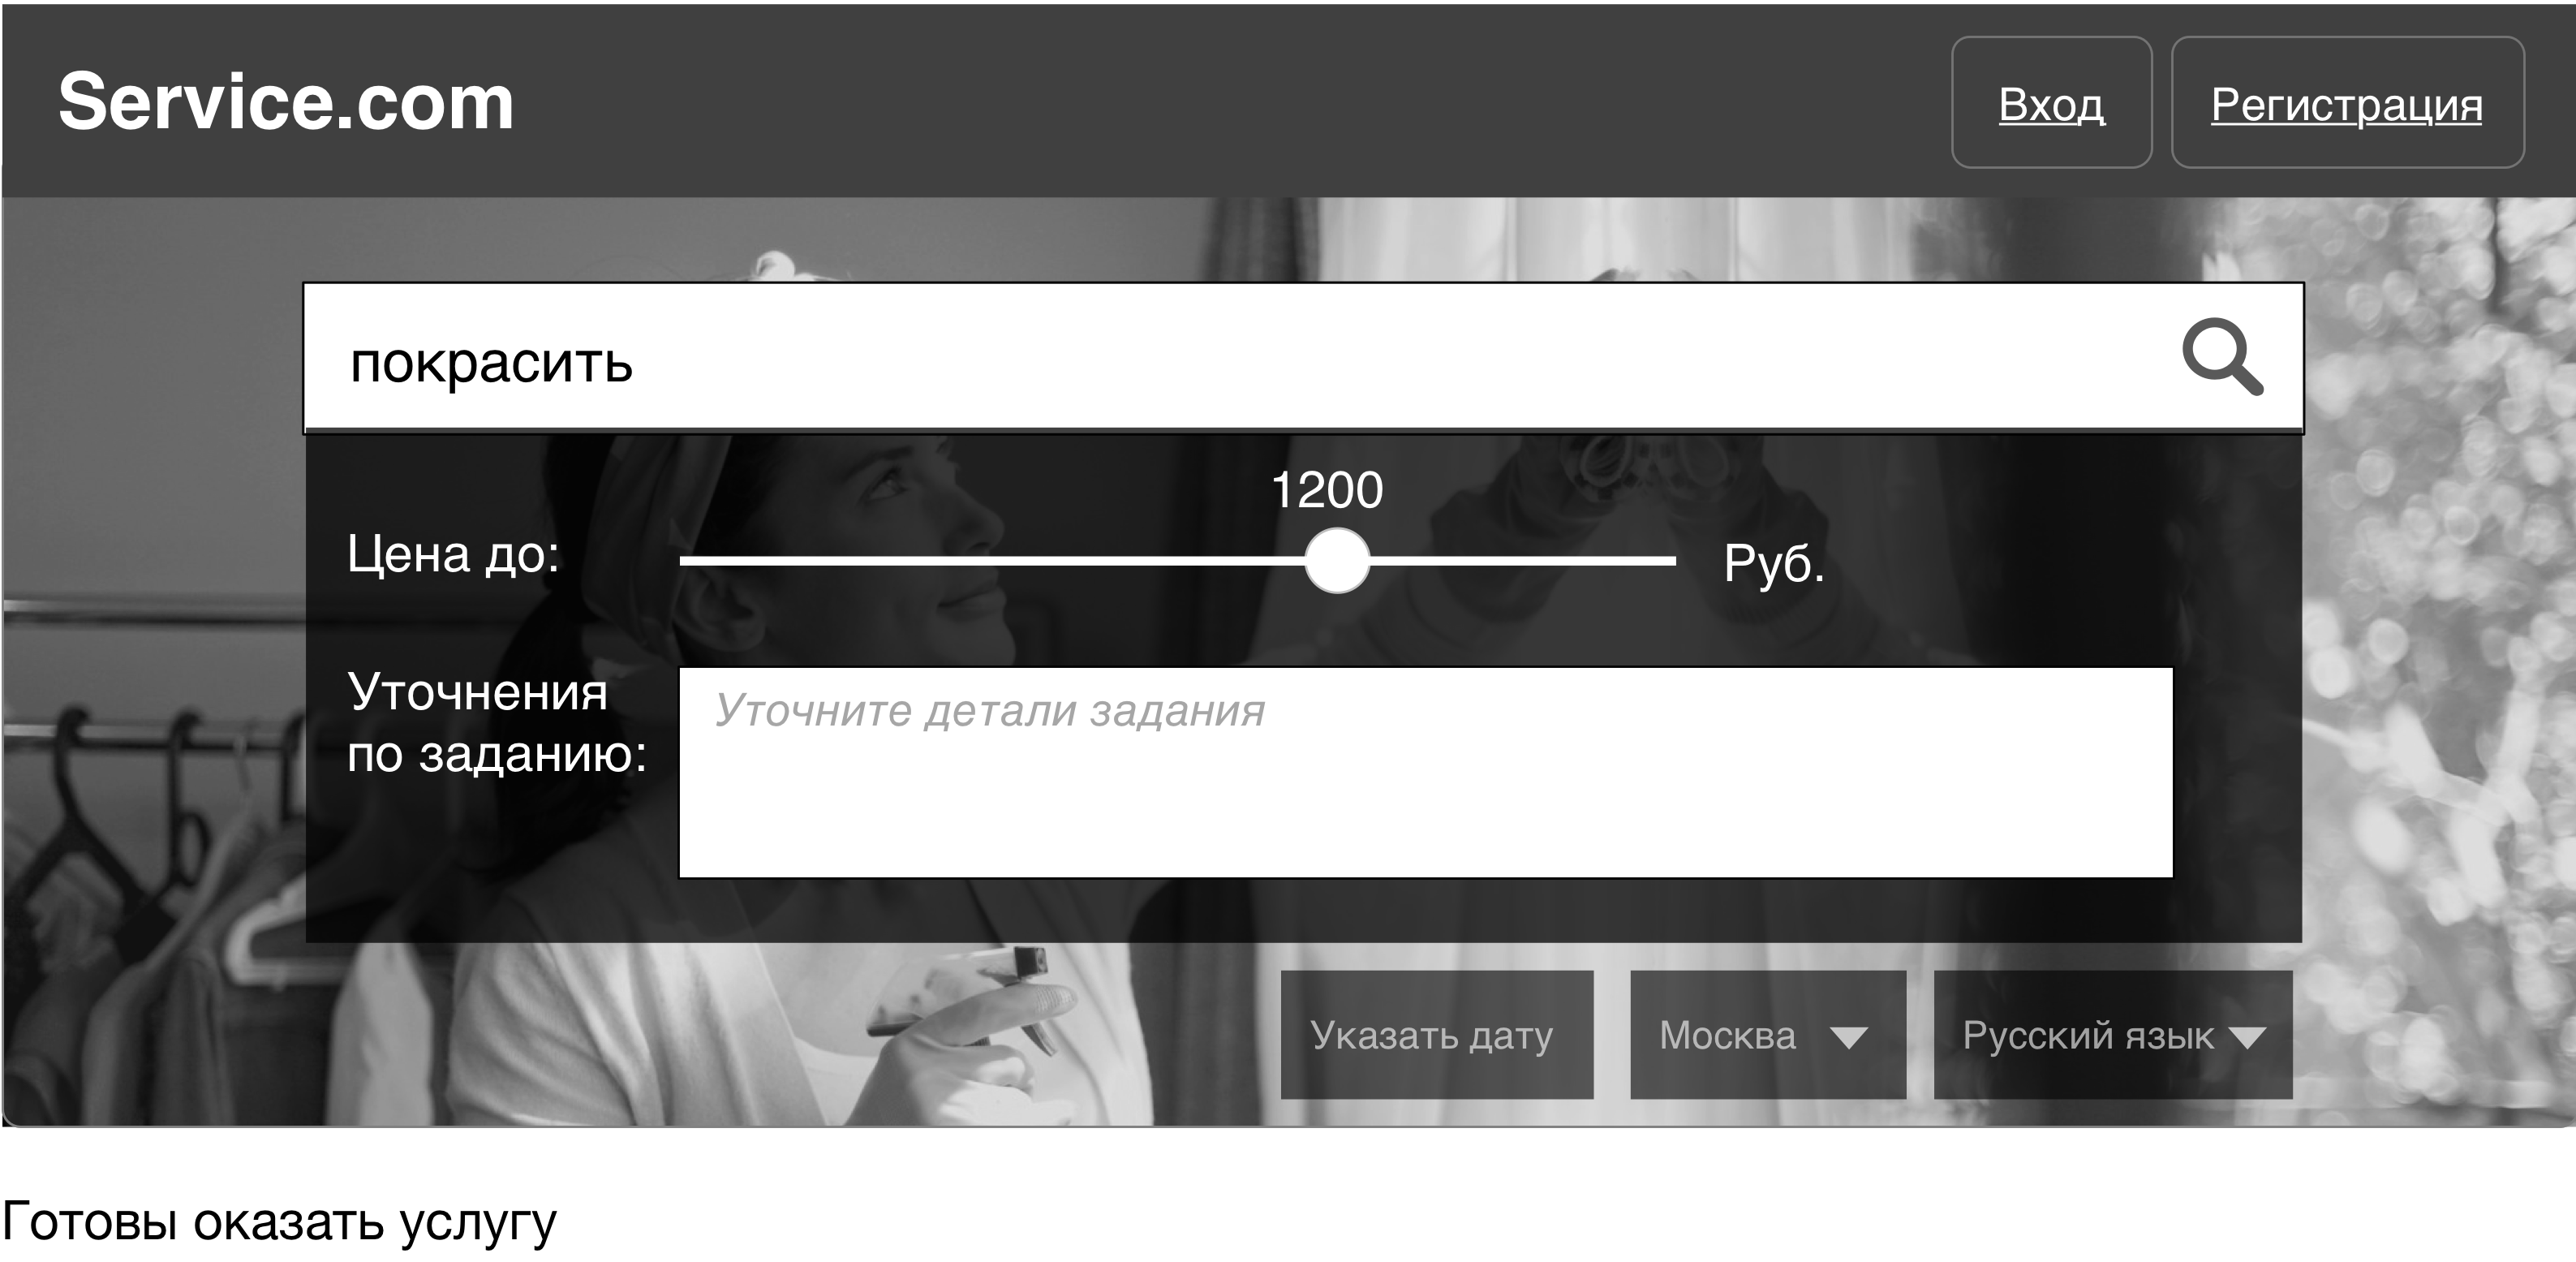 Service.com
Вход
Регистрация
покрасить
1200
Цена до:
Руб.
Уточнения
по заданию:
Уточните детали задания
Указать дату
Москва
Русский язык
Готовы оказать услугу